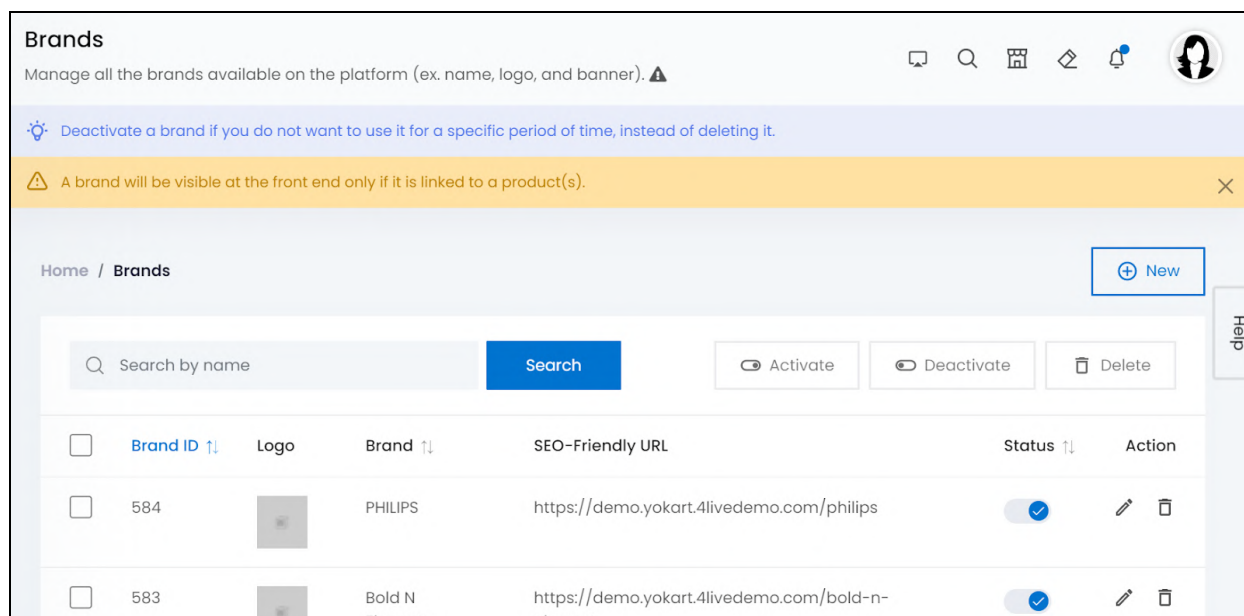 Brands
Manage all the brands available on the platform (ex. name, logo, and banner).
Deactivate a brand if you do not want to use it for a specific period of time, instead of deleting it.
A brand will be visible at the front end only if it is linked to a product(s).
Home / Brands
New
Help
Search by name
Search
Activate
Deactivate
Delete
Brand ID Logo Brand SEO-Friendly URL Status Action
584 PHILIPS https://demo.yokart.4livedemo.com/philips
583 Bold N https://demo.yokart.4livedemo.com/bold-n-